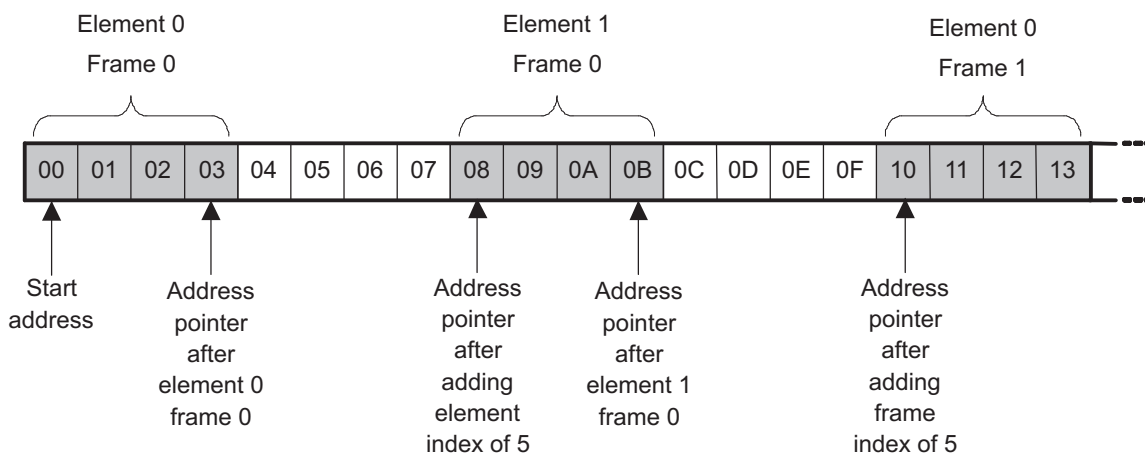 Element 0
Frame 0
Element 1
Frame 0
Element 0
Frame 1
00 01 02 03 04 05 06 07 08 09 0A 0B 0C 0D 0E 0F 10 11 12 13
Start
address
Address
pointer
after
element 0
frame 0
Address
pointer
after
adding
element
index of 5
Address
pointer
after
element 1
frame 0
Address
pointer
after
adding
frame
index of 5